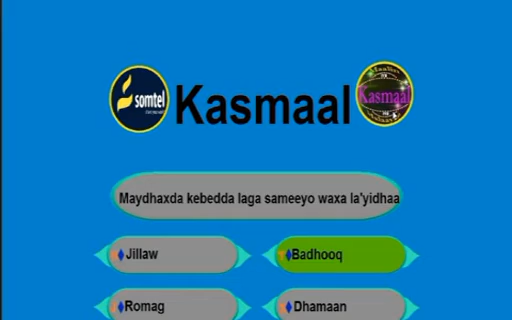 somtel
Kasmaal
Kasmaal
Maydhaxda kebedda laga sameeyo waxa la'yidhaa
Jillaw
Badhooq
Romag
Dhamaan